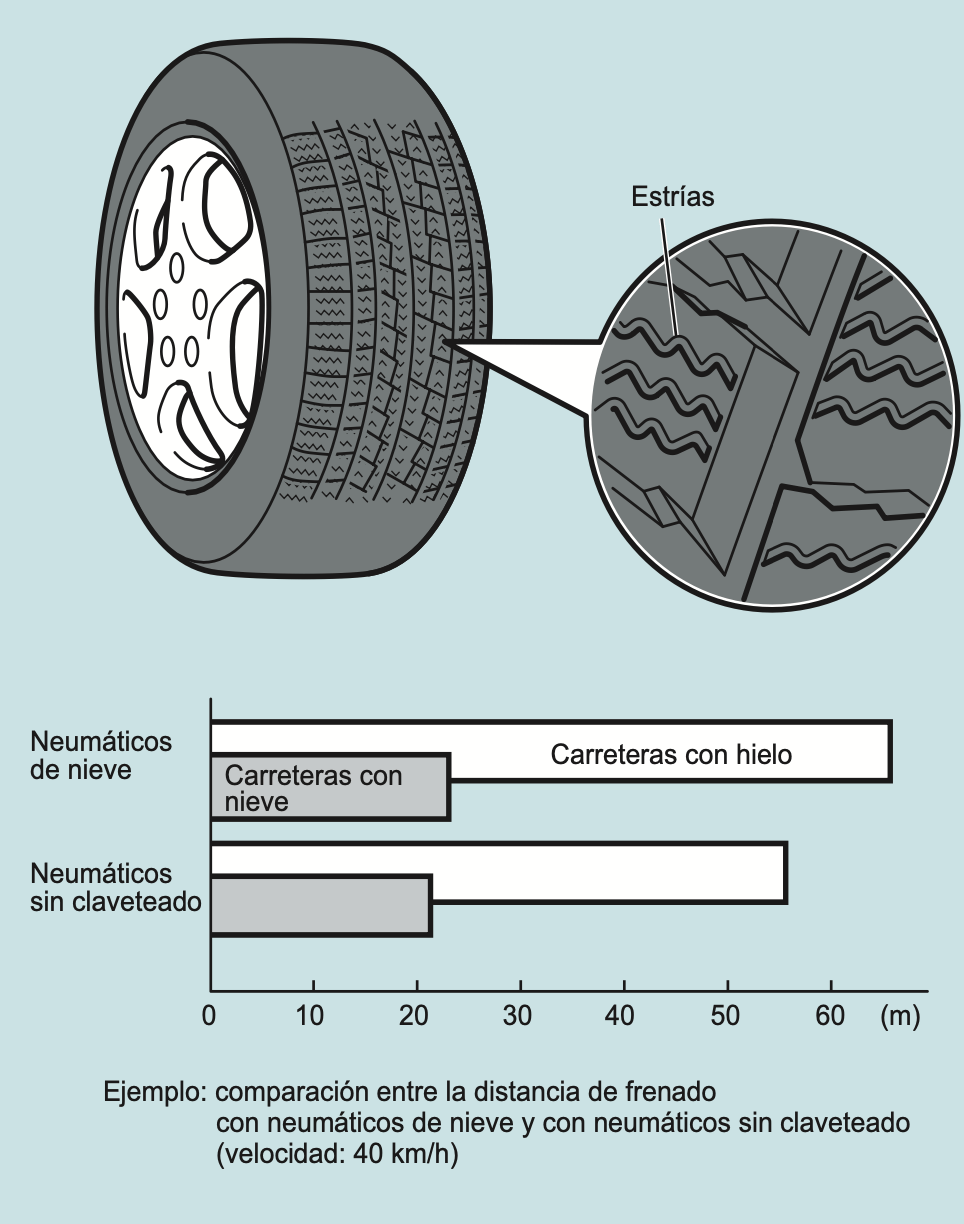 Estrías
Neumáticos
de nieve
Carreteras con hielo
Carreteras con
nieve
Neumáticos
sin claveteado
0 10 20 30 40 50 60 (m)
Ejemplo: comparación entre la distancia de frenado
con neumáticos de nieve y con neumáticos sin claveteado
(velocidad: 40 km/h)